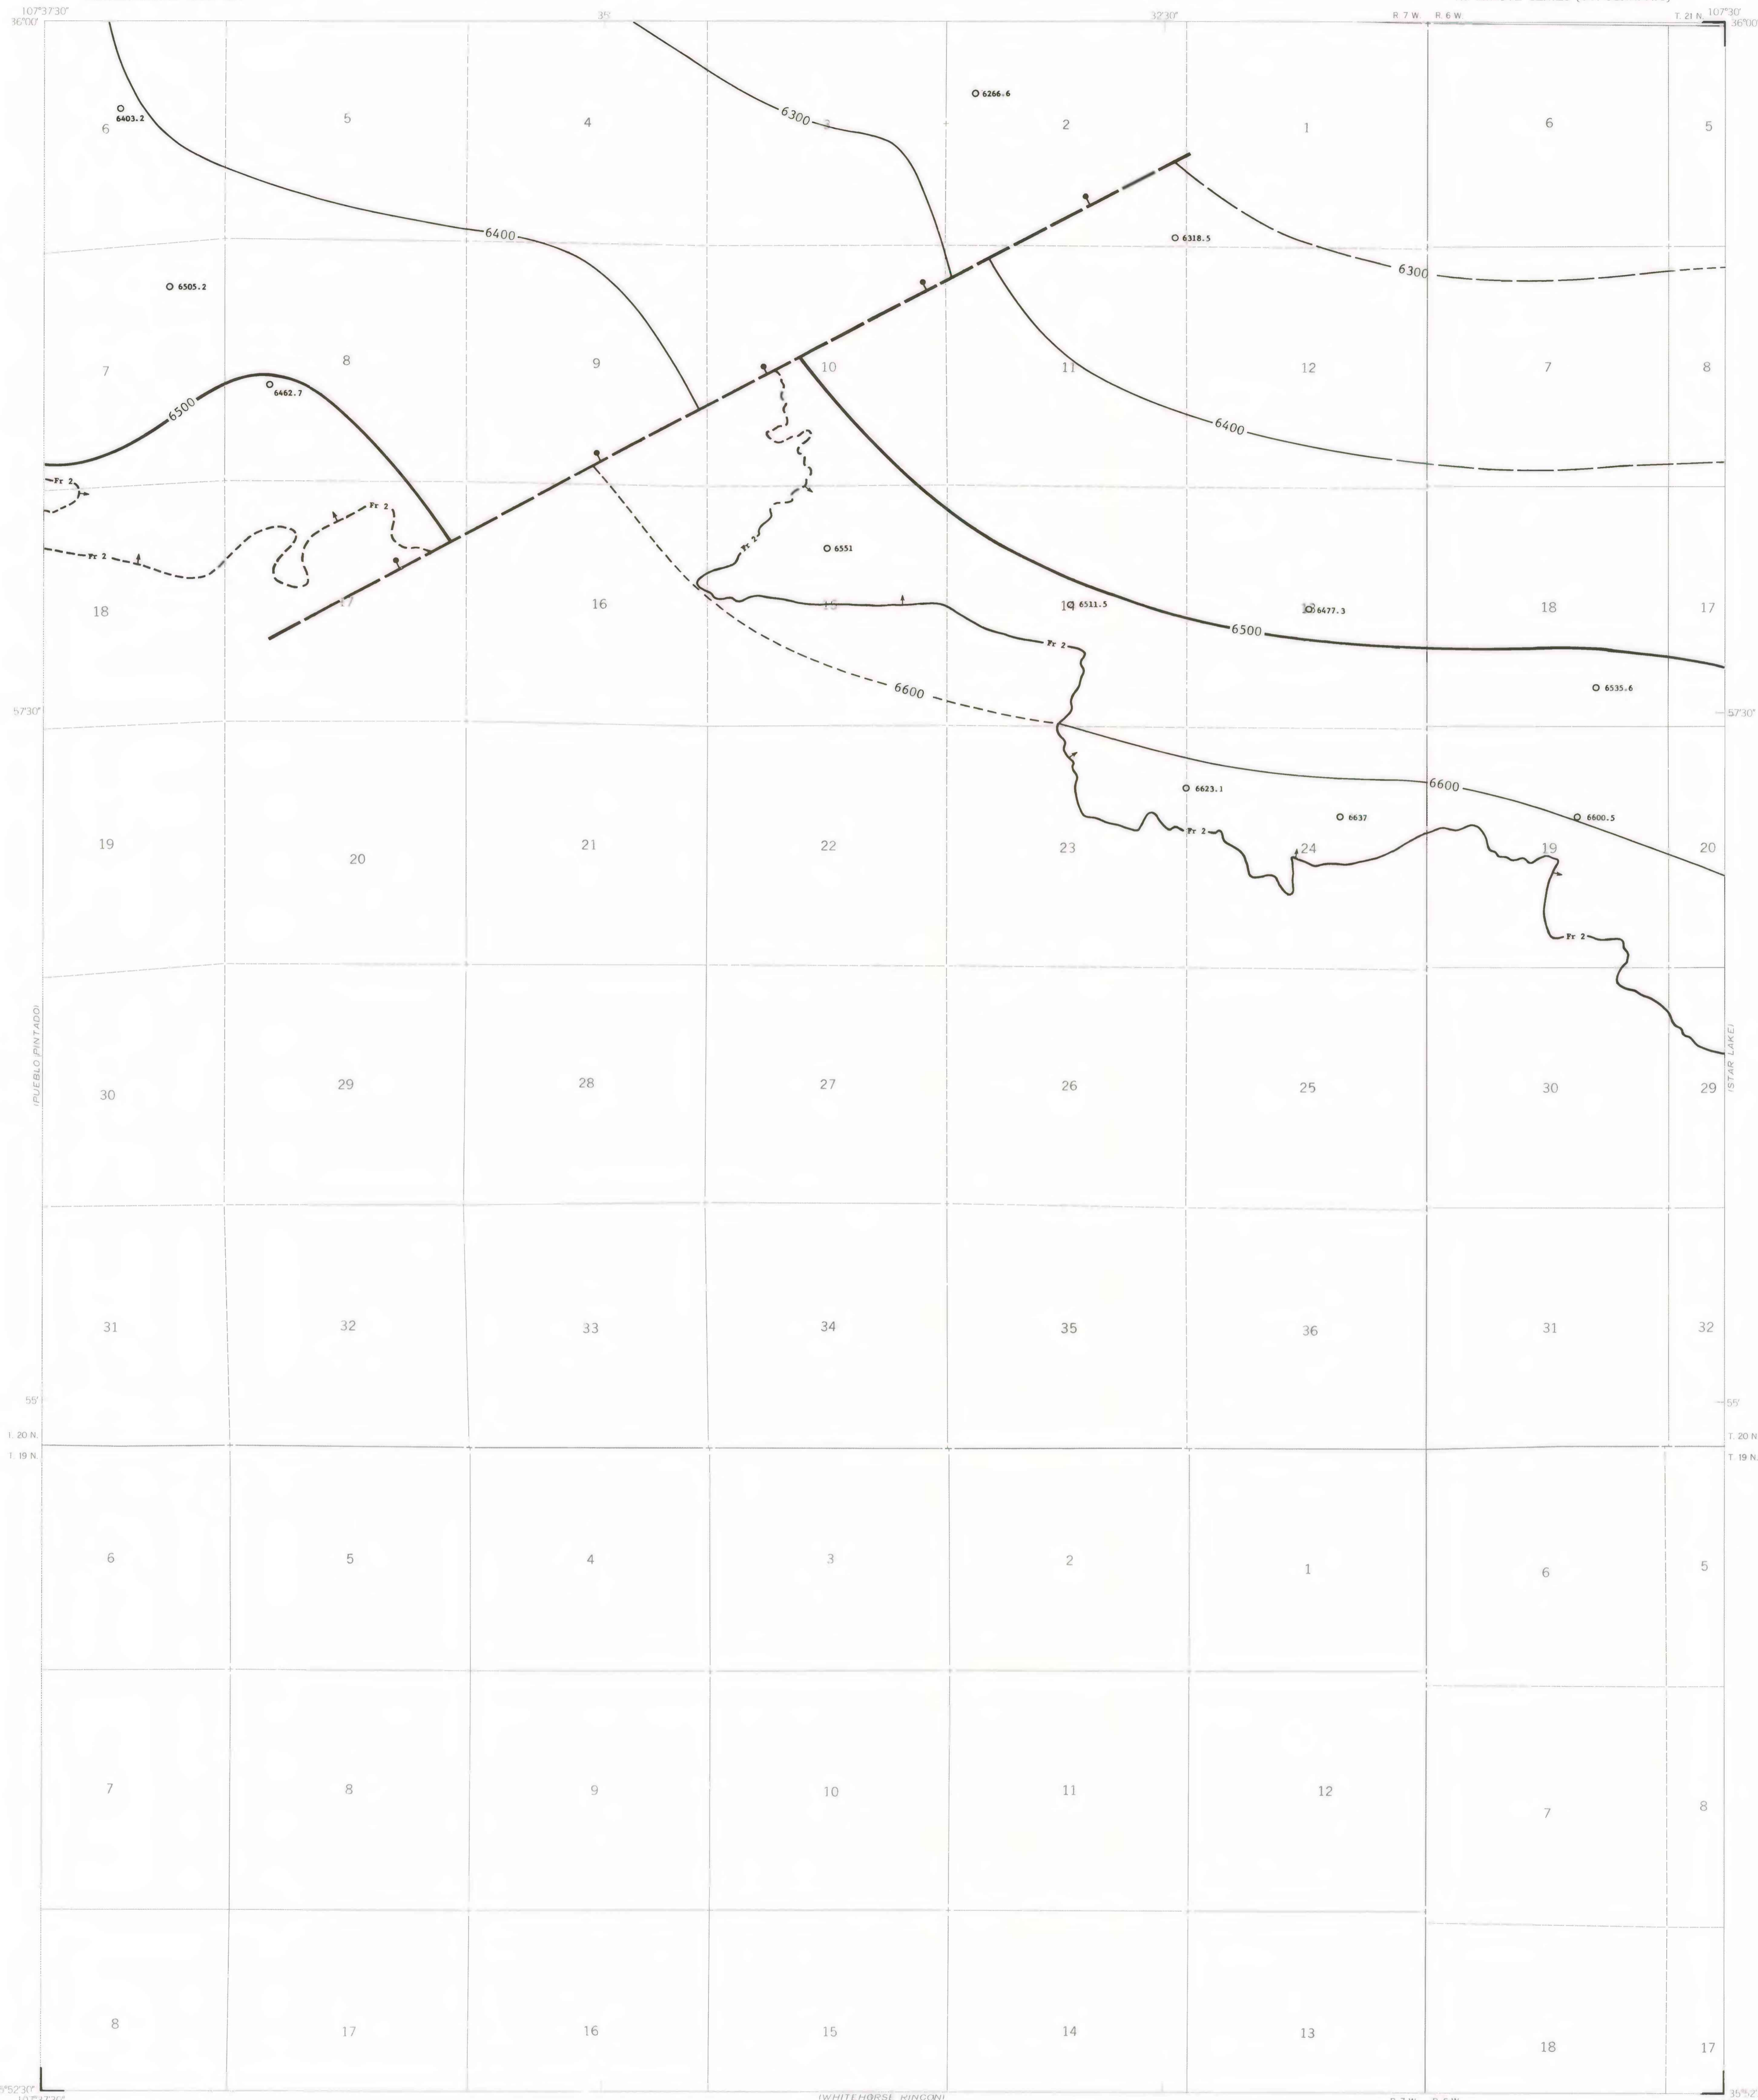 107°37'30" 35' 32'30" R. 7 W. R. 6 W. T. 21 N. 107°30'
36°00' 36°00'
6266.6
6403.2
6 5 4 6300 3 2 1 6 5
6400 6318.5
6300
6505.2
7 8 9 10 11 12 7 8
6462.7
6500
6400
Fr 2
Fr 2
Fr 2 Fr 2 6551
18 17 16 15 14 6511.5 13 6477.3 18 17
6500
Fr 2
6600 6535.6
57'30" 57'30"
6600
6623.1
6637 6600.5
Fr 2
19 20 21 22 23 24 19 20
Fr 2
(PUEBLO PINTADO) (STAR LAKE)
30 29 28 27 26 25 30 29
31 32 33 34 35 36 31 32
55' 55'
T. 20 N. T. 20 N.
T. 19 N. T. 19 N.
6 5 4 3 2 1 6 5
7 8 9 10 11 12 7 8
8 17 16 15 14 13 18 17
(WHITEHORSE RINCON)